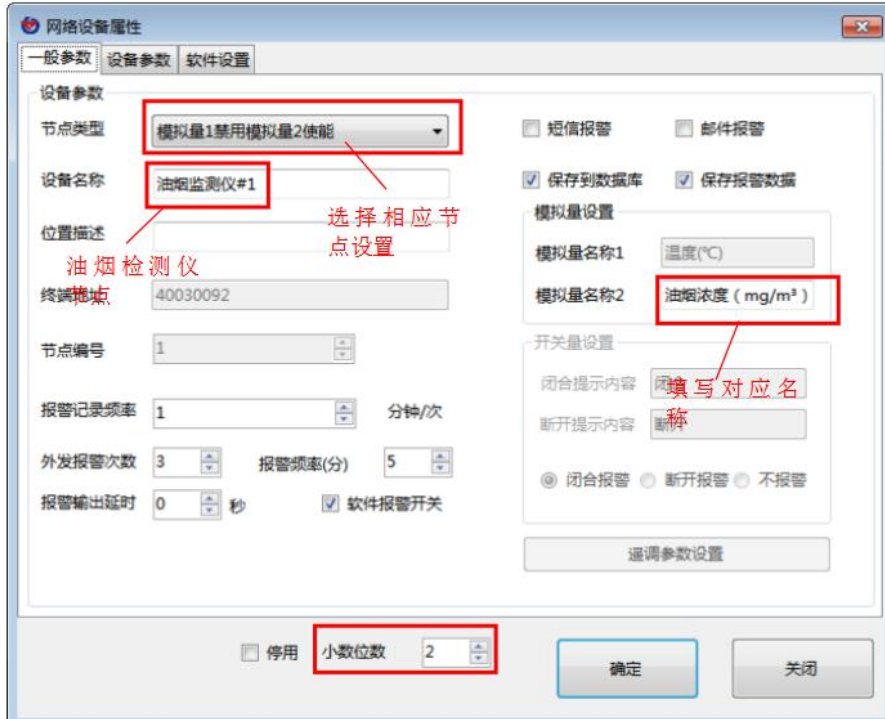 网络设备属性
一般参数 设备参数 软件设置
设备参数
节点类型 模拟量1禁用模拟量2使能
设备名称 油烟监测仪#1
选择相应节
点设置
位置描述
油烟检测仪
节点
终端地址 40030092
节点编号 1
报警记录频率 1 分钟/次
外发报警次数 3 报警频率(分) 5
报警输出延时 0 秒 软件报警开关
短信报警 邮件报警
保存到数据库 保存报警数据
模拟量设置
模拟量名称1 温度(℃)
模拟量名称2 油烟浓度(mg/m³)
开关量设置
闭合提示内容
填写对应名
称
断开提示内容 断开
闭合报警 断开报警 不报警
遥调参数设置
停用 小数位数 2
确定 关闭